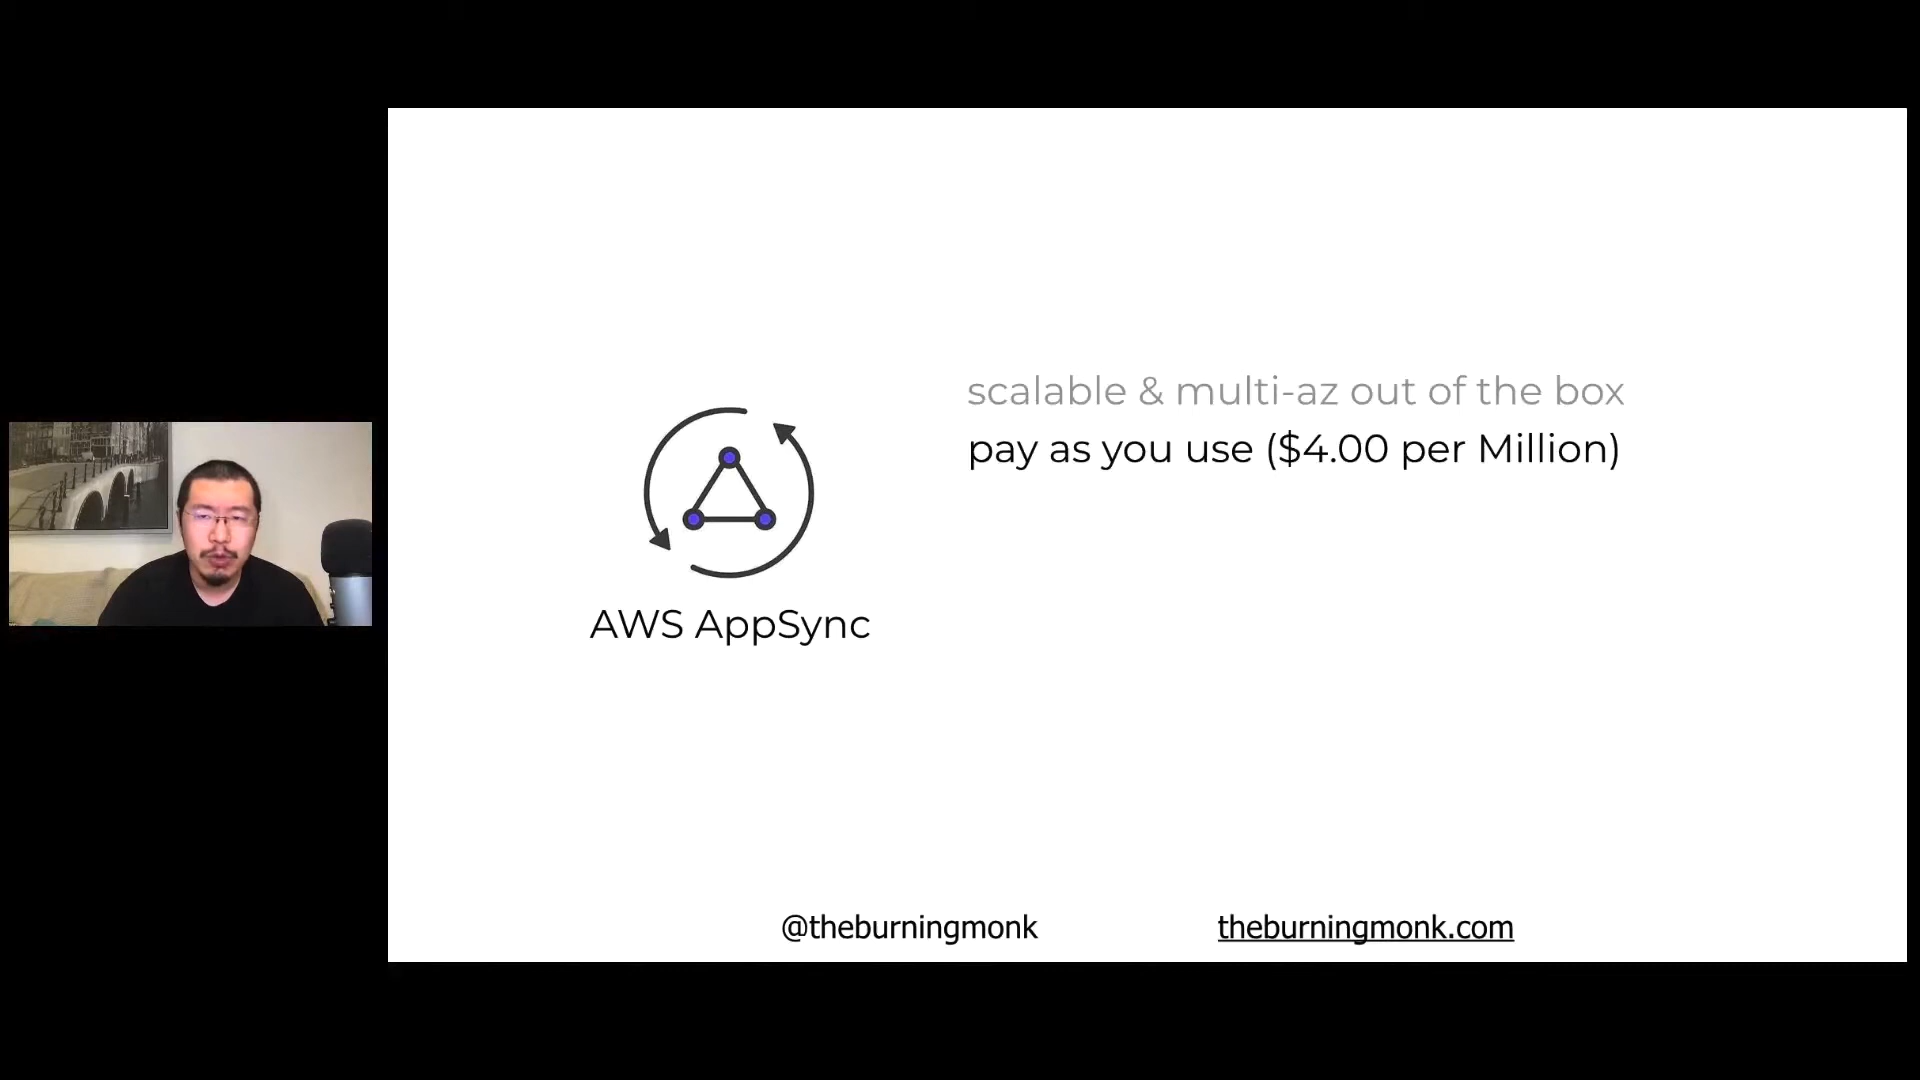 scalable & multi-az out of the box
pay as you use ($4.00 per Million)
AWS AppSync
@theburningmonk
theburningmonk.com